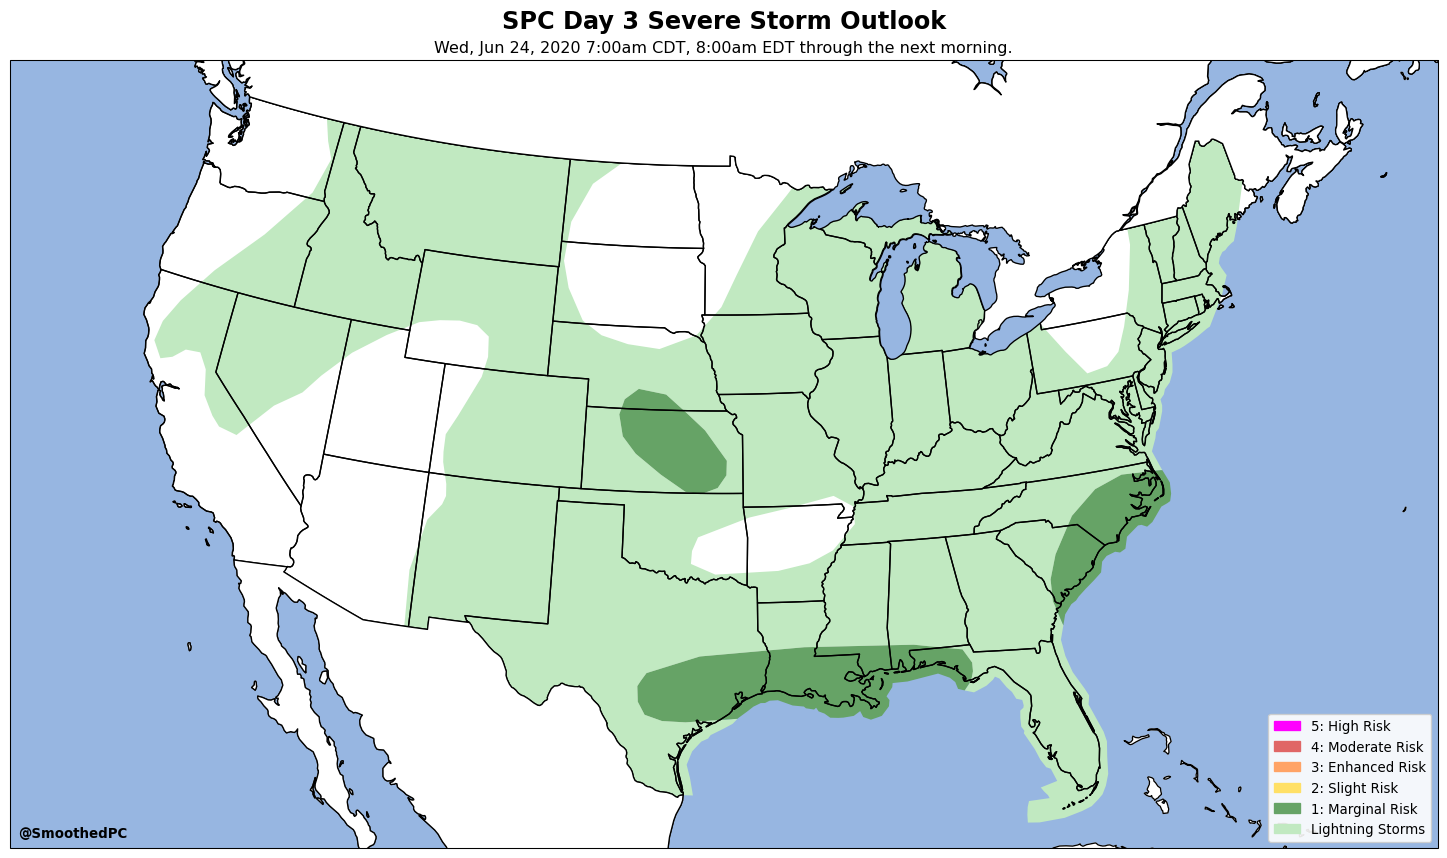 SPC Day 3 Severe Storm Outlook
Wed, Jun 24, 2020 7:00am CDT, 8:00am EDT through the next morning.
5: High Risk
4: Moderate Risk
3: Enhanced Risk
2: Slight Risk
1: Marginal Risk
Lightning Storms
@SmoothedPC